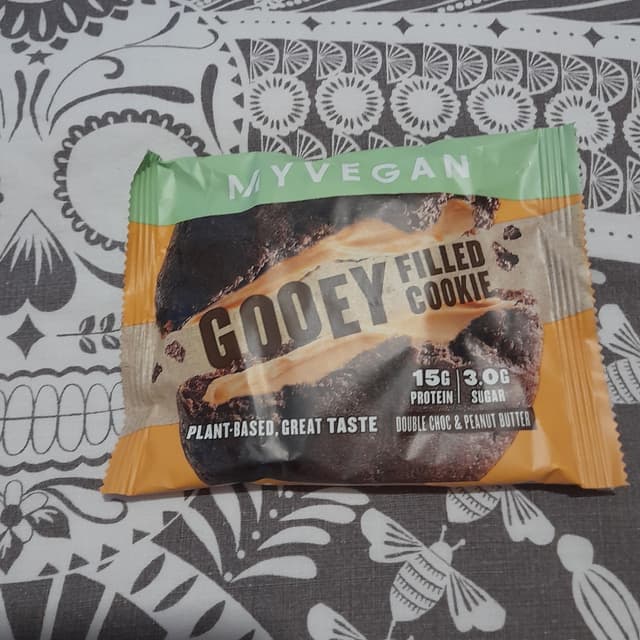 MYVEGAN
GOOEY
FILLED
COOKIE
15G
PROTEIN
3.0G
SUGAR
PLANT-BASED, GREAT TASTE
DOUBLE CHOC & PEANUT BUTTER